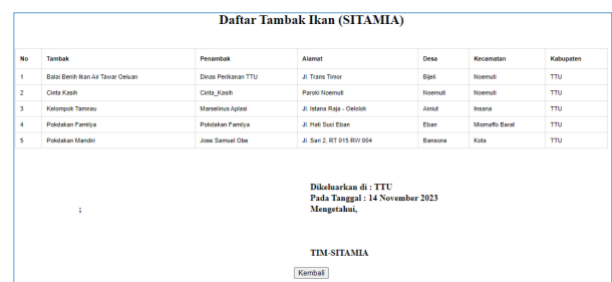 Daftar Tambak Ikan (SITAMIA)
No Tambak Penambak Alamat Desa Kecamatan Kabupaten
1 Balai Benih Ikan Air Tawar Oeluan Dinas Perikanan TTU Jl. Trans Timor Bijeli Noemuti TTU
2 Cinta Kasih Cinta_Kasih Paroki Noemuti Noemuti Noemuti TTU
3 Kelompok Tamnau Marselinus Aplasi Jl. Istana Raja - Oelolok Ainiut Insana TTU
4 Pokdakan Familya Pokdakan Familya Jl. Hati Suci Eban Eban Miomaffo Barat TTU
5 Pokdakan Mandiri Jose Samuel Obe Jl. Sari 2, RT 015 RW 004 Bansone Kota TTU
Dikeluarkan di : TTU
Pada Tanggal : 14 November 2023
; Mengetahui,
TIM-SITAMIA
Kembali